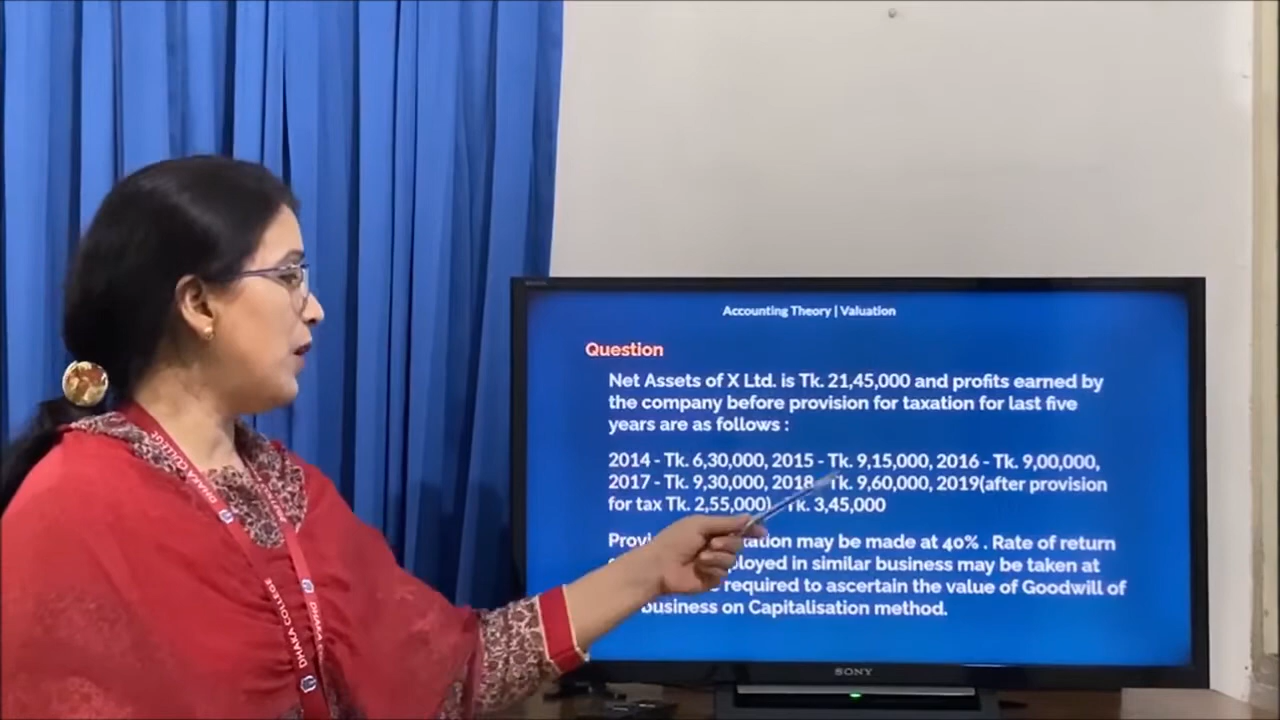 Accounting Theory | Valuation
Question
Net Assets of X Ltd. is Tk. 21,45,000 and profits earned by
the company before provision for taxation for last five
years are as follows :
2014 - Tk. 6,30,000, 2015 - Tk. 9,15,000, 2016 - Tk. 9,00,000,
2017 - Tk. 9,30,000, 2018 Tk. 9,60,000, 2019(after provision
for tax Tk. 2,55,000) Tk. 3,45,000
may be made at 40% . Rate of return
in similar business may be taken at
required to ascertain the value of Goodwill of
business on Capitalisation method.
SONY
DHAKA COLLEGE
DHAKA COLLEGE